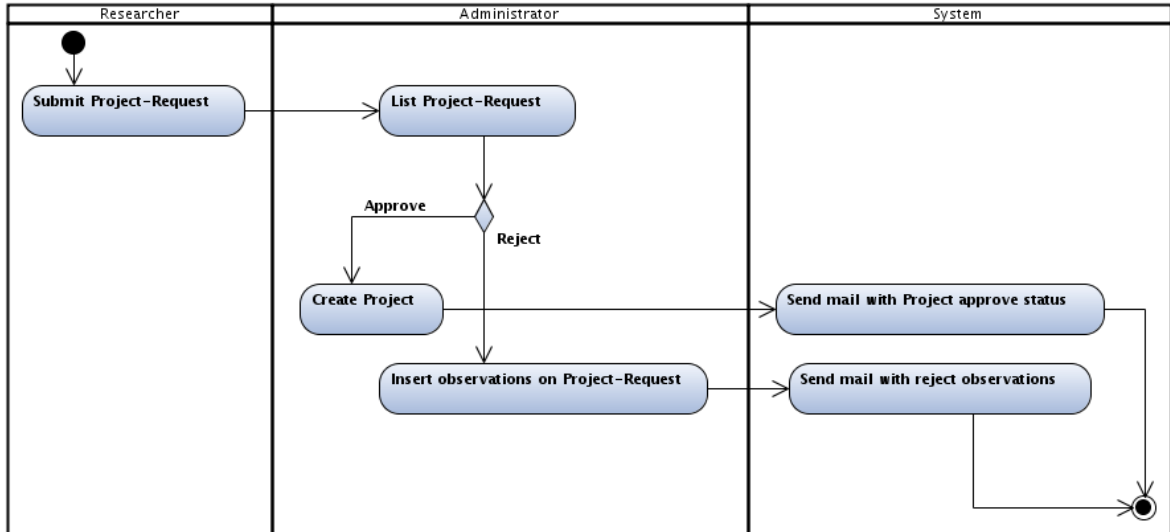 Researcher
Administrator
System
Submit Project-Request
List Project-Request
Approve
Reject
Create Project
Send mail with Project approve status
Insert observations on Project-Request
Send mail with reject observations